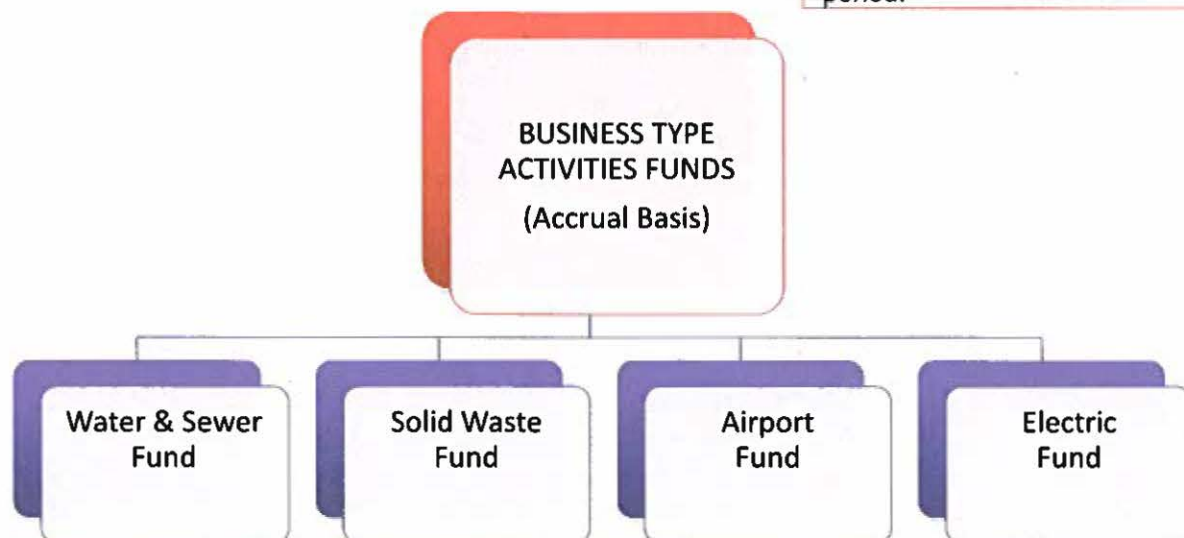 period.
BUSINESS TYPE
ACTIVITIES FUNDS
(Accrual Basis)
Water & Sewer
Fund
Solid Waste
Fund
Airport
Fund
Electric
Fund